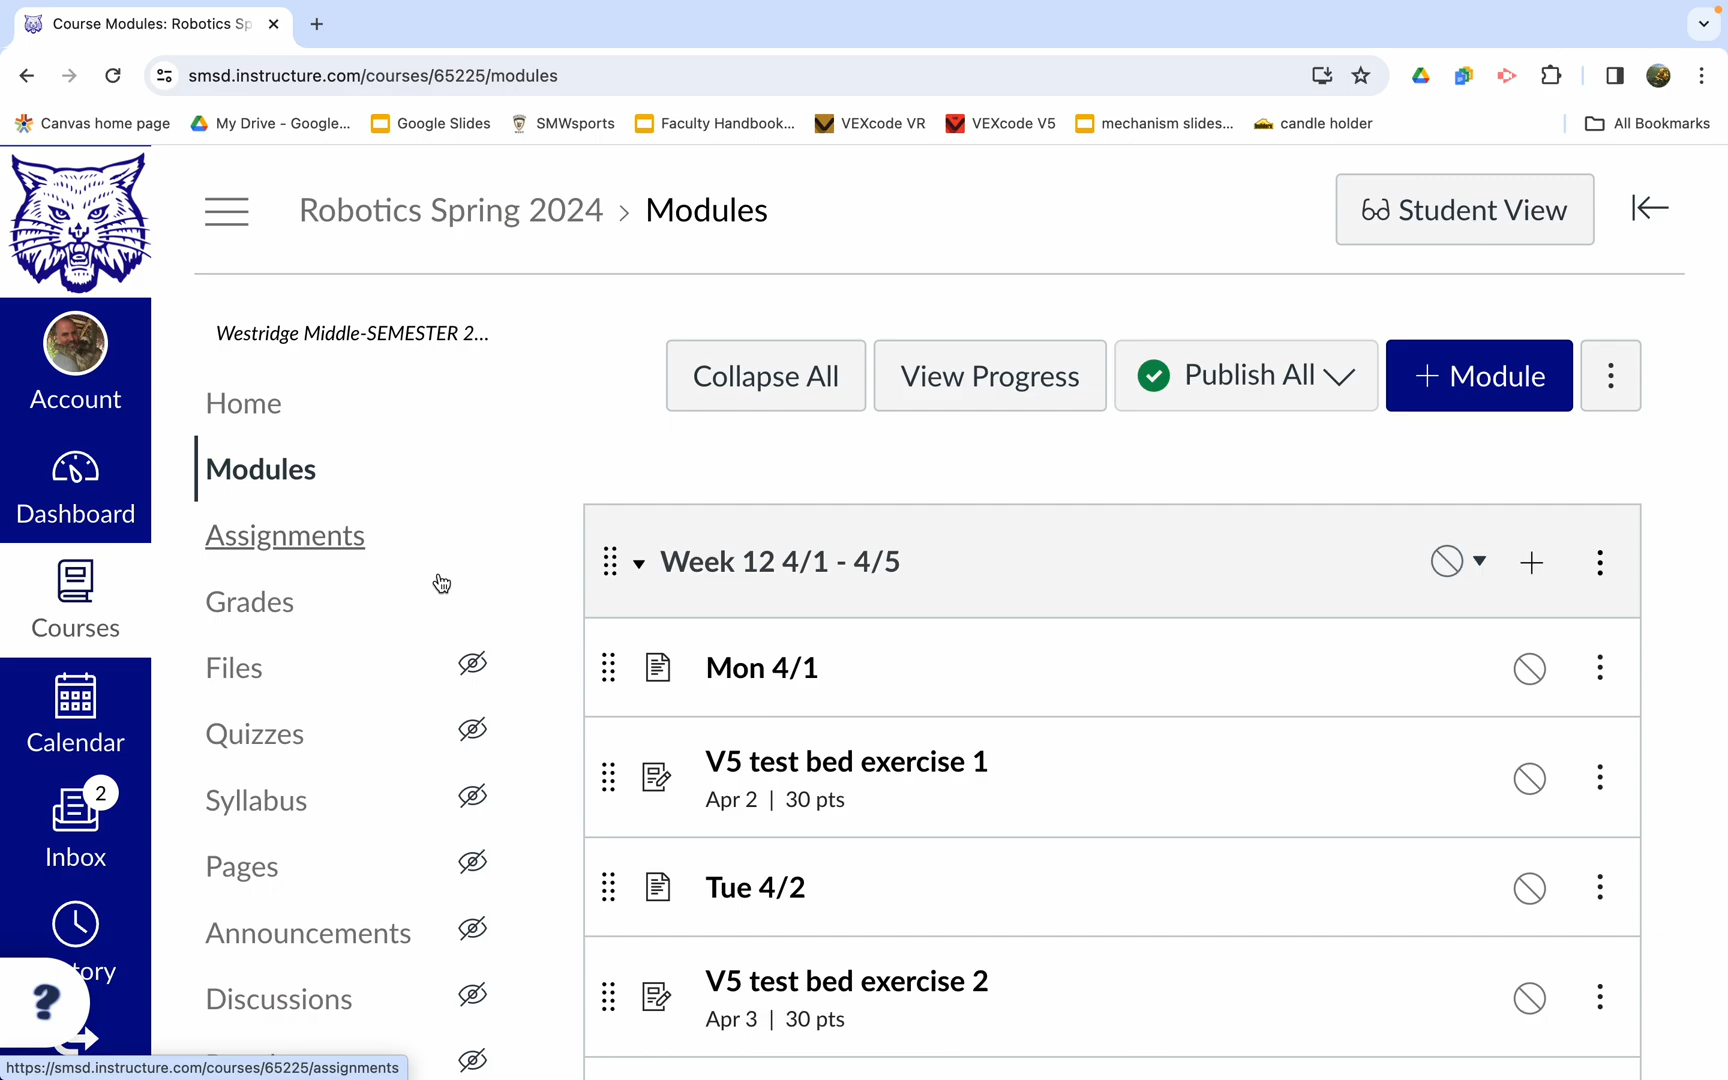 Course Modules: Robotics Sp
smsd.instructure.com/courses/65225/modules
Canvas home page
My Drive - Google...
Google Slides
SMWsports
Faculty Handbook...
VEXcode VR
VEXcode V5
mechanism slides...
candle holder
All Bookmarks
Robotics Spring 2024 > Modules
Student View
Westridge Middle-SEMESTER 2...
Collapse All
View Progress
Publish All
+ Module
Account
Dashboard
Courses
Calendar
2
Inbox
tory
?
Home
Modules
Assignments
Grades
Files
Quizzes
Syllabus
Pages
Announcements
Discussions
Week 12 4/1 - 4/5
Mon 4/1
V5 test bed exercise 1
Apr 2 | 30 pts
Tue 4/2
V5 test bed exercise 2
Apr 3 | 30 pts
https://smsd.instructure.com/courses/65225/assignments